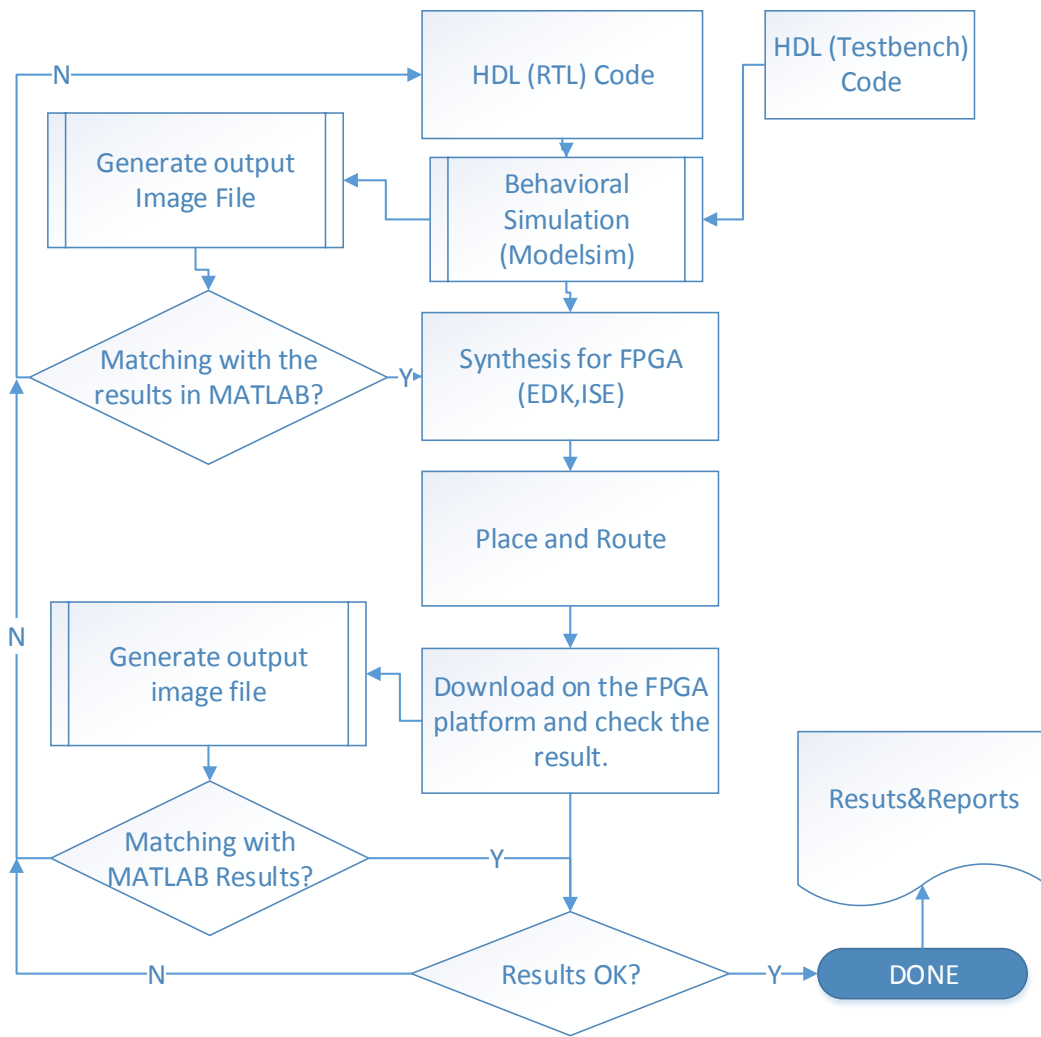 N
HDL (RTL) Code
HDL (Testbench)
Code
Generate output
Image File
Behavioral
Simulation
(Modelsim)
Matching with the
results in MATLAB?
Y
Synthesis for FPGA
(EDK,ISE)
Place and Route
N
Generate output
image file
Download on the FPGA
platform and check the
result.
Resuts&Reports
Matching with
MATLAB Results?
Y
N
Results OK?
Y
DONE